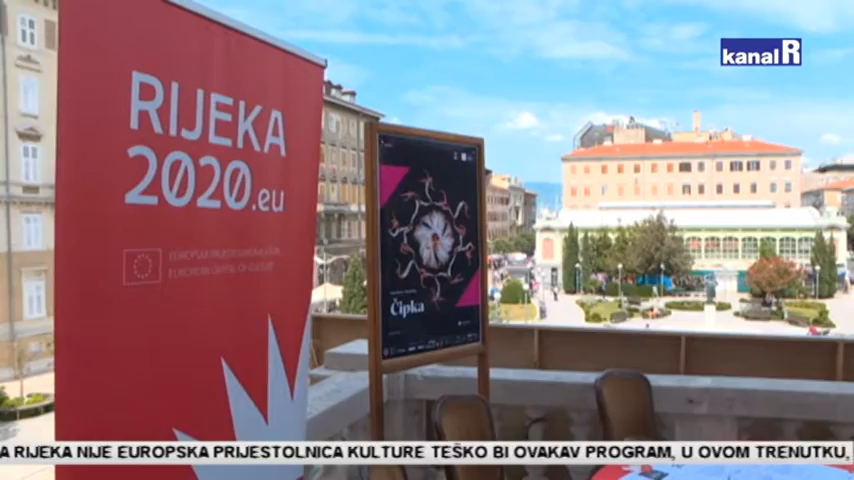 kanal R
RIJEKA
2020.eu
EUROPSKA PRIJESTOLNICA KULTURE
EUROPEAN CAPITAL OF CULTURE
Čipka
A RIJEKA NIJE EUROPSKA PRIJESTOLNICA KULTURE TEŠKO BI OVAKAV PROGRAM, U OVOM TRENUTKU,